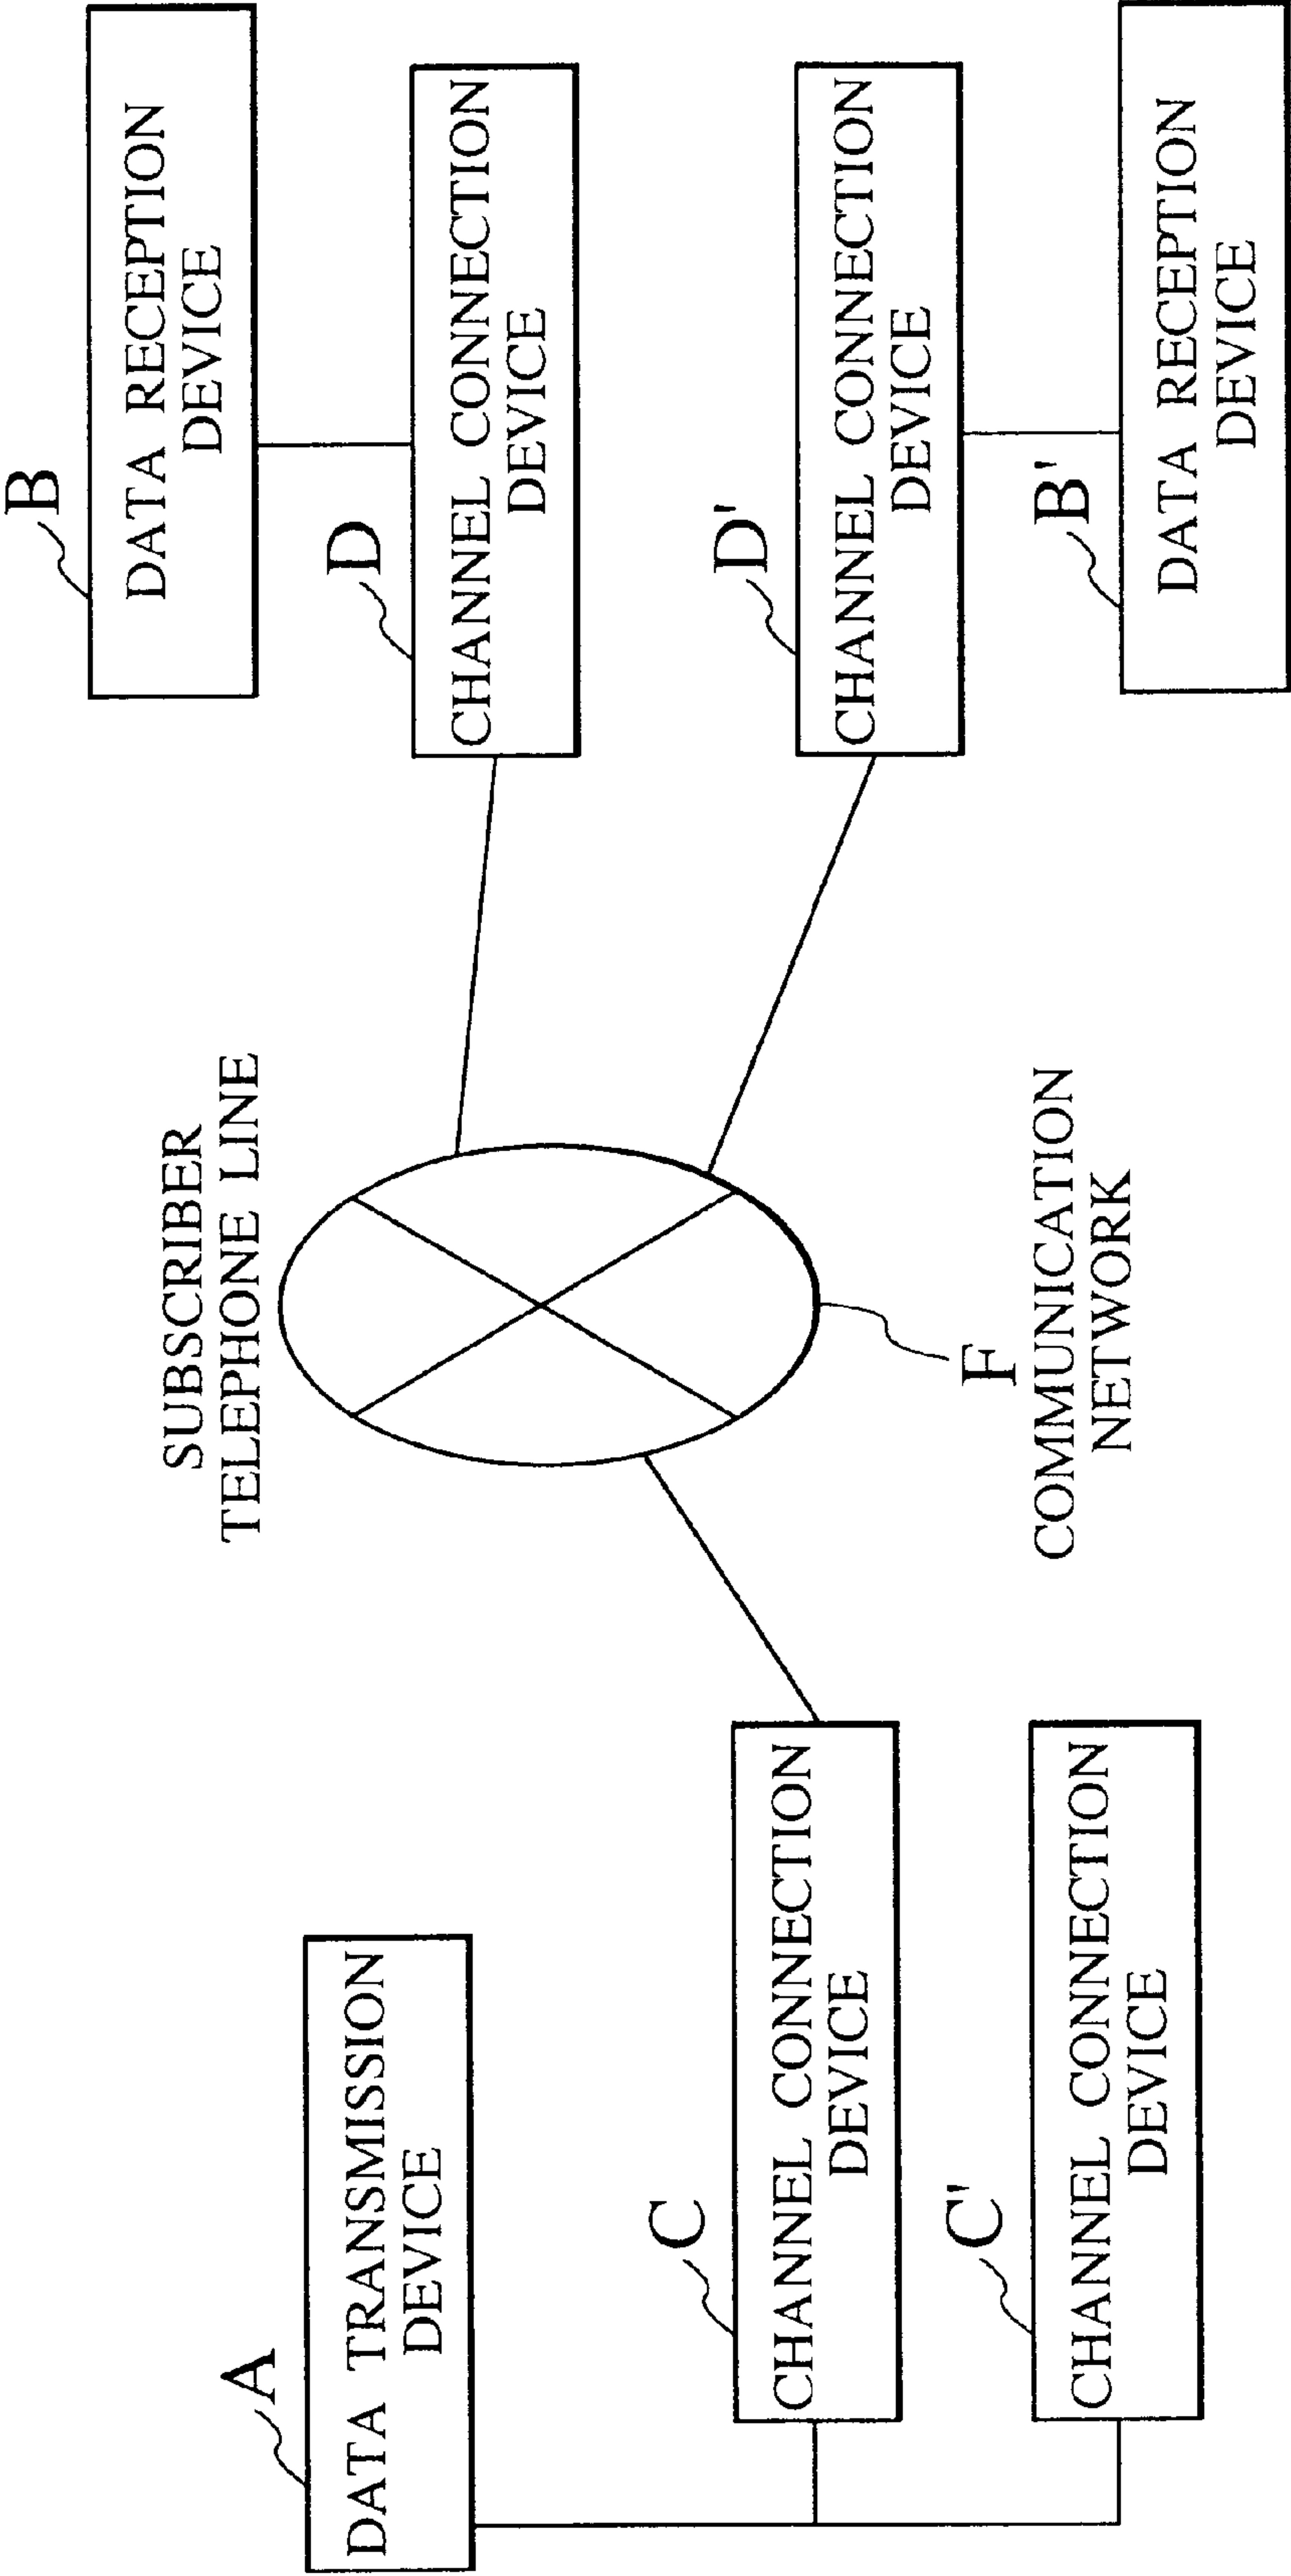 A
DATA TRANSMISSION
DEVICE
C
CHANNEL CONNECTION
DEVICE
C'
CHANNEL CONNECTION
DEVICE
SUBSCRIBER
TELEPHONE LINE
F
COMMUNICATION
NETWORK
B
DATA RECEPTION
DEVICE
D
CHANNEL CONNECTION
DEVICE
D'
CHANNEL CONNECTION
DEVICE
B'
DATA RECEPTION
DEVICE